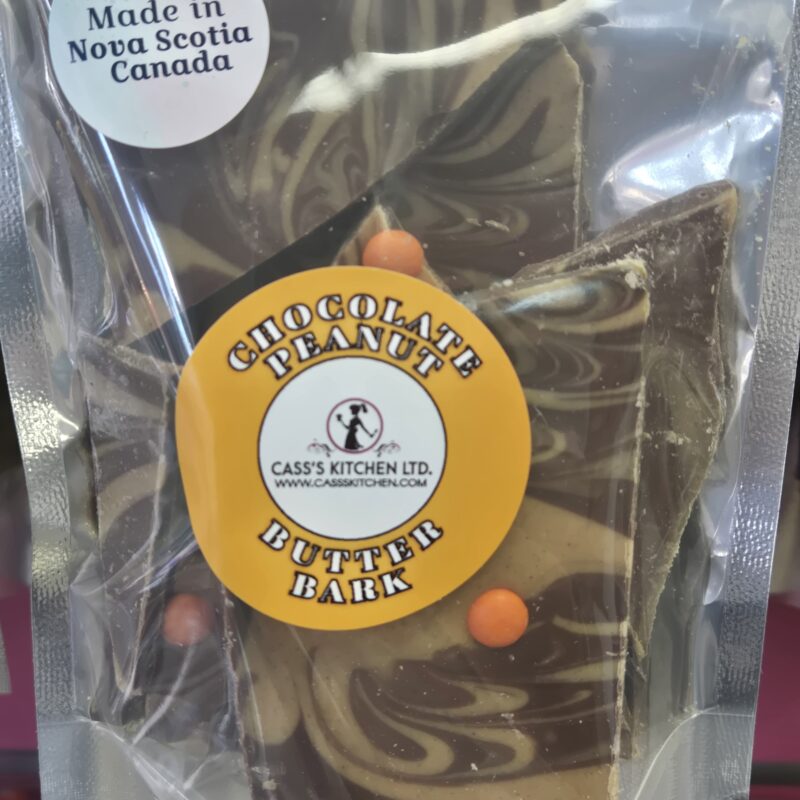 Made in
Nova Scotia
Canada
CHOCOLATE
PEANUT
CASS'S KITCHEN LTD.
WWW.CASSSKITCHEN.COM
BUTTER
BARK